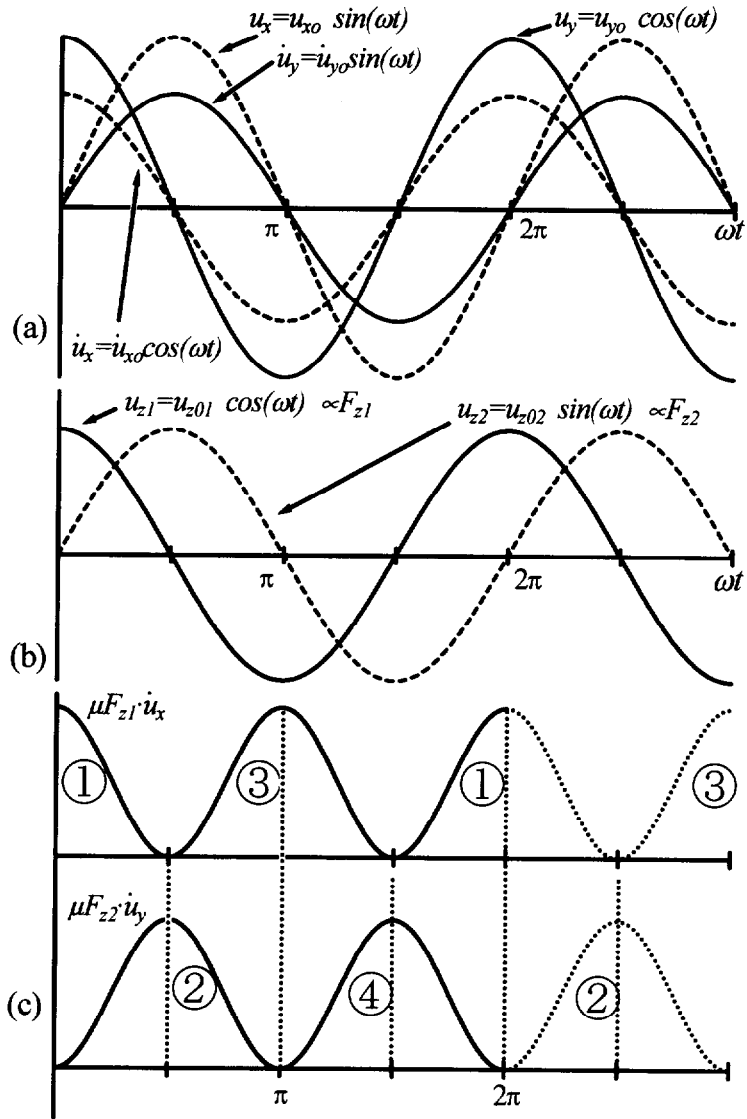 u_x=u_xo sin(ωt)
u_y=u_yo cos(ωt)
u̇_y=u̇_yo sin(ωt)
π
2π
ωt
(a)
u̇_x=u̇_xo cos(ωt)
u_z1=u_z01 cos(ωt) ∝F_z1
u_z2=u_z02 sin(ωt) ∝F_z2
π
2π
ωt
(b)
μF_z1·u̇_x
① ③ ① ③
μF_z2·u̇_y
② ④ ②
(c)
π
2π